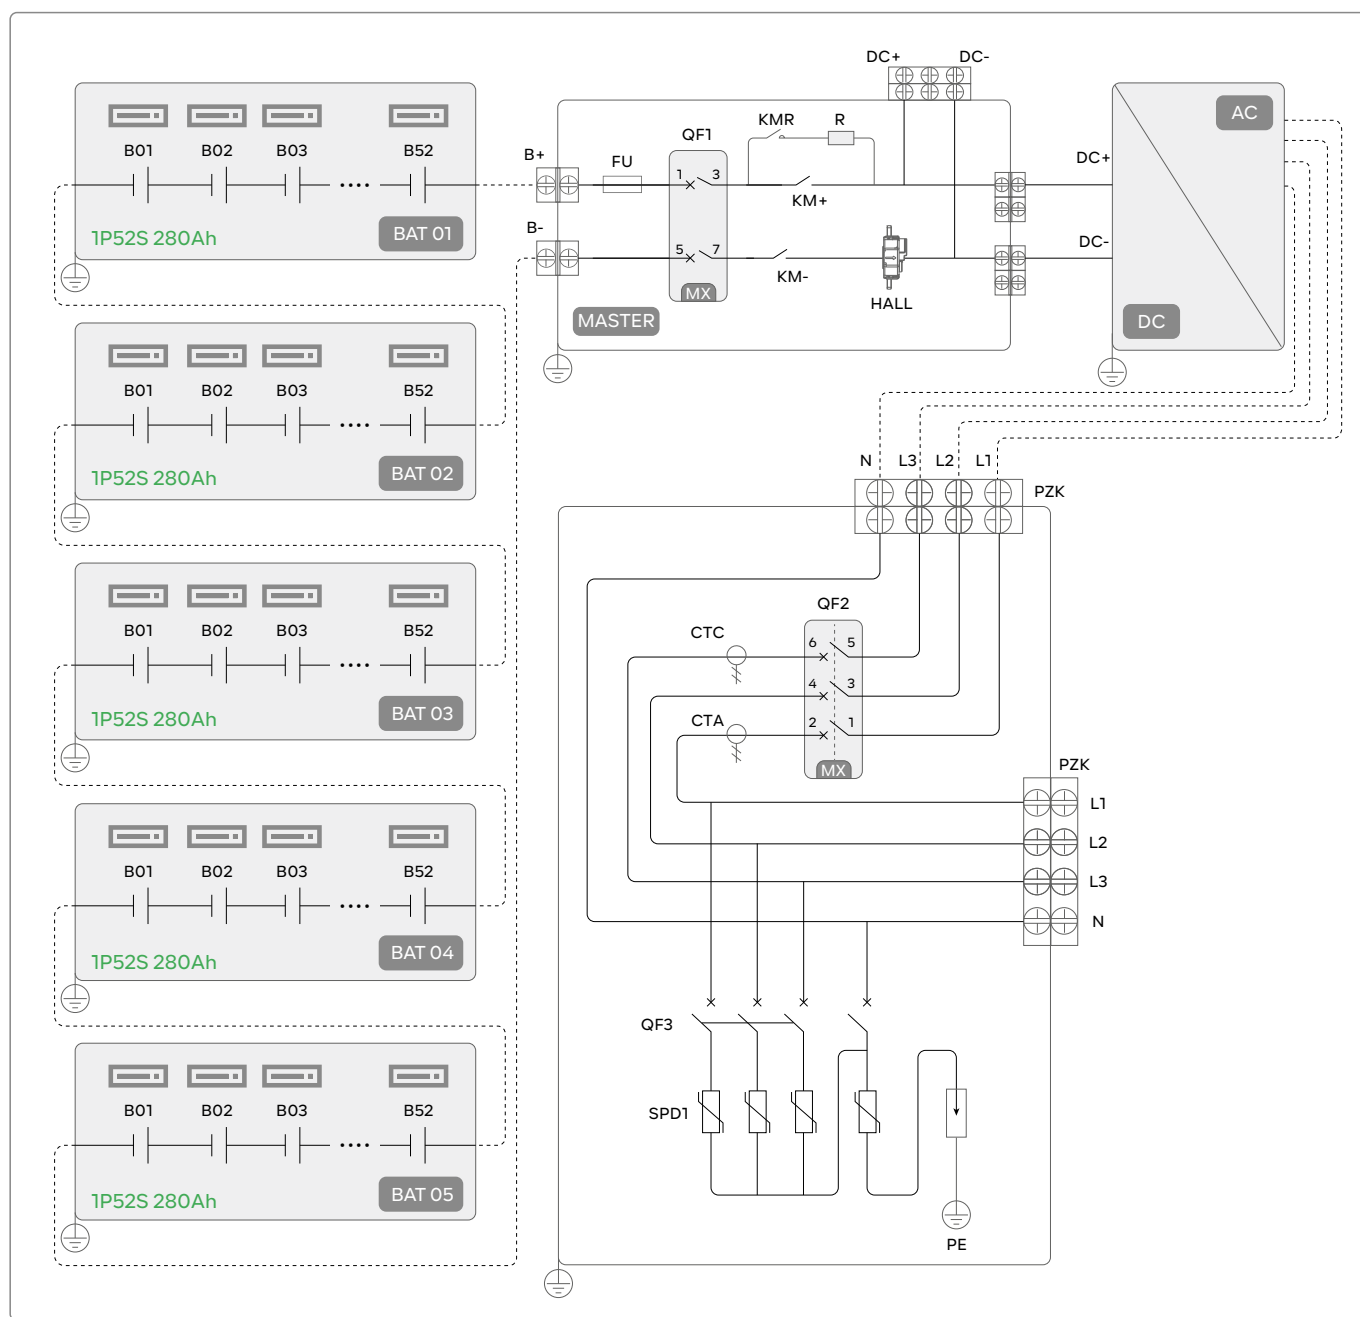 DC+ DC-
B01 B02 B03 B52
1P52S 280Ah
BAT 01
B+
FU
QF1
1 3
KMR R
KM+
B-
5 7
MX
KM-
HALL
MASTER
DC+
AC
DC-
DC
B01 B02 B03 B52
1P52S 280Ah
BAT 02
N L3 L2 L1
PZK
B01 B02 B03 B52
1P52S 280Ah
BAT 03
QF2
CTC
6 5
4 3
CTA
2 1
MX
PZK
L1
L2
L3
N
B01 B02 B03 B52
1P52S 280Ah
BAT 04
QF3
SPD1
PE
B01 B02 B03 B52
1P52S 280Ah
BAT 05